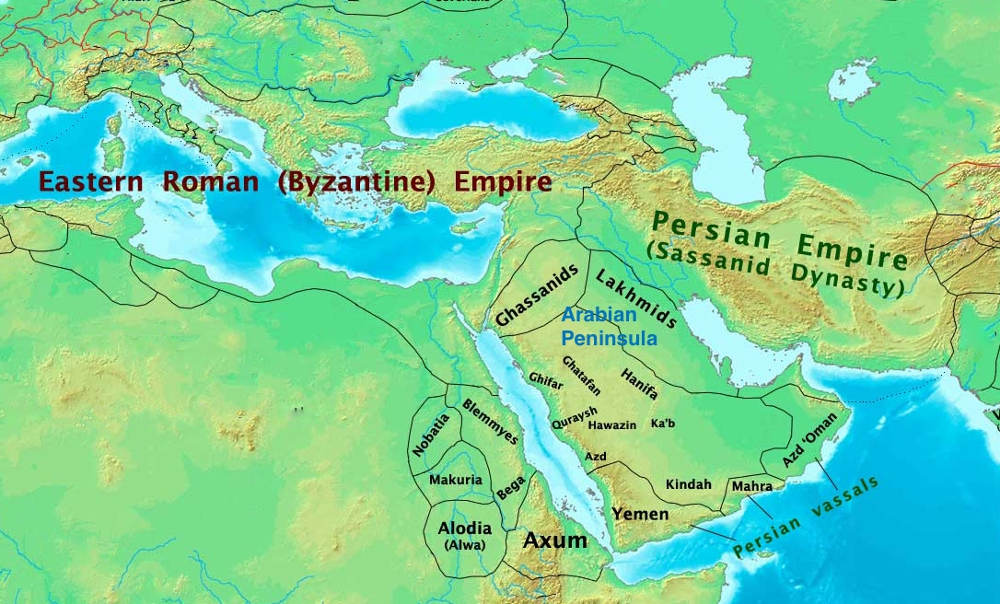 Eastern Roman (Byzantine) Empire
Persian Empire
(Sassanid Dynasty)
Ghassanids
Lakhmids
Arabian
Peninsula
Ghifar
Ghatafan
Hanifa
Quraysh
Hawazin
Ka'b
Azd
Kindah
Mahra
Azd 'Oman
Yemen
Persian vassals
Nobatia
Blemmyes
Makuria
Bega
Alodia
(Alwa)
Axum